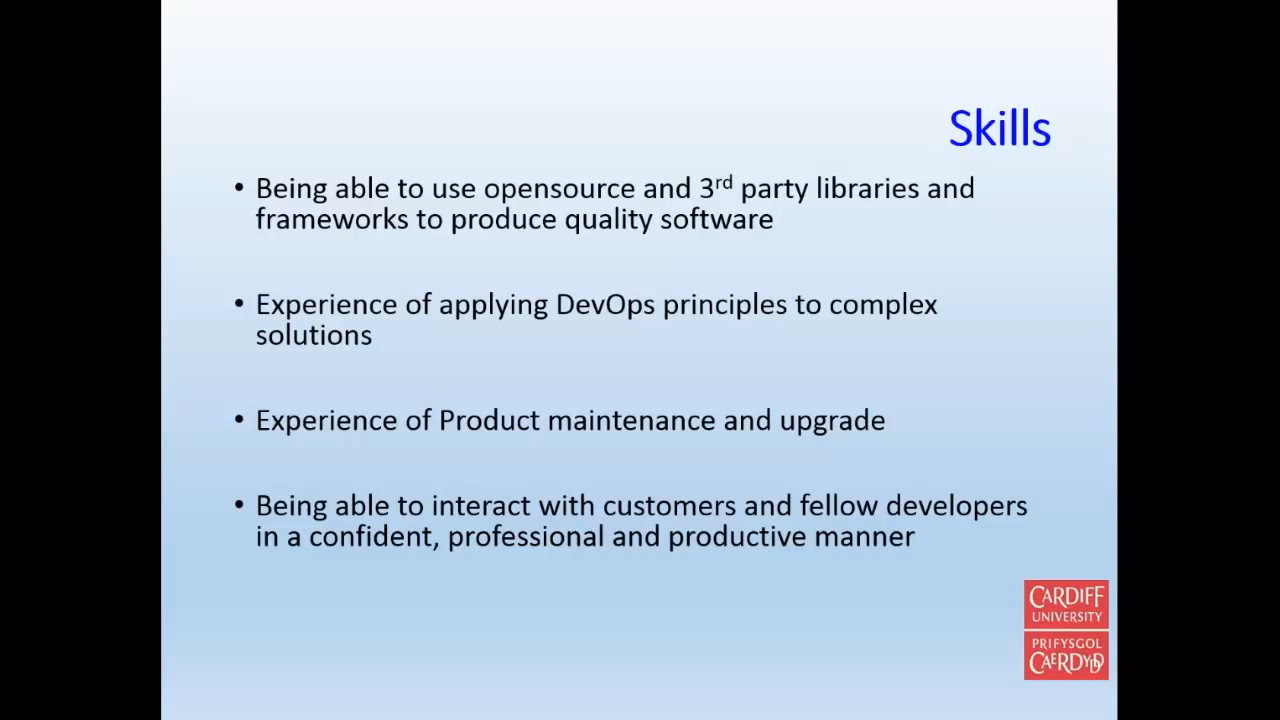 Skills
• Being able to use opensource and 3rd party libraries and
frameworks to produce quality software
• Experience of applying DevOps principles to complex
solutions
• Experience of Product maintenance and upgrade
• Being able to interact with customers and fellow developers
in a confident, professional and productive manner
CARDIFF
UNIVERSITY
PRIFYSGOL
CAERDYDD